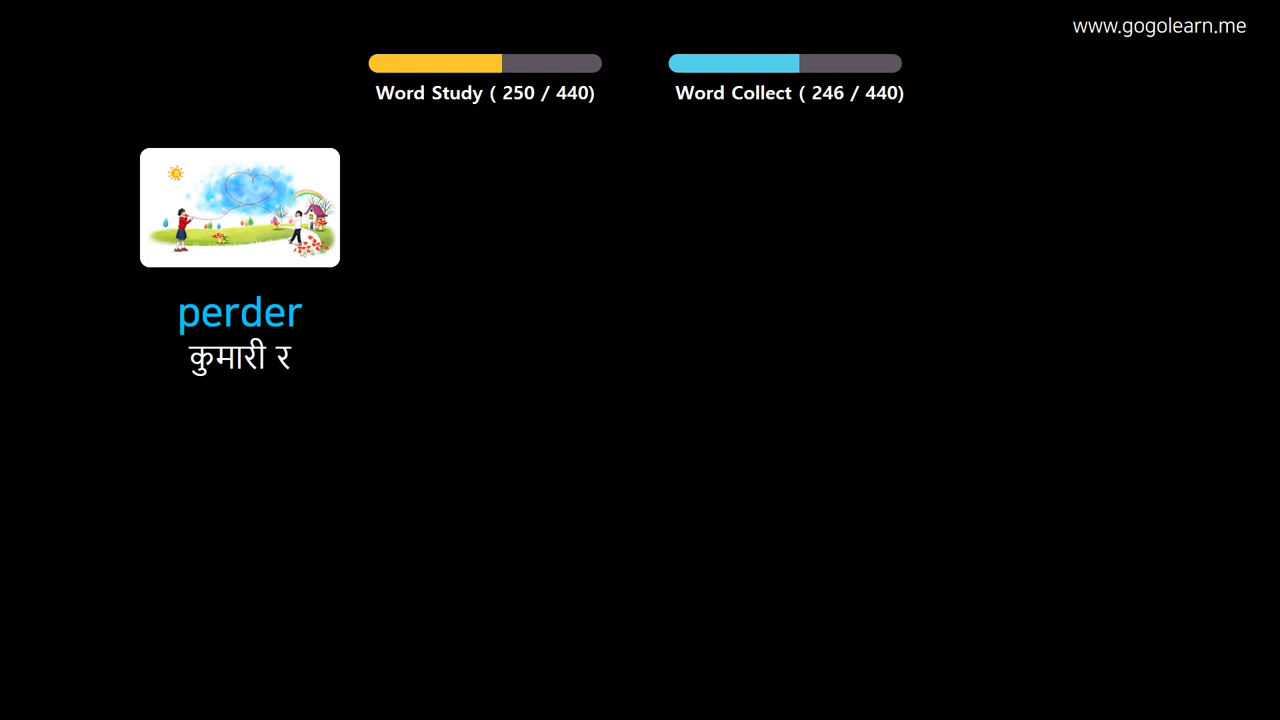 www.gogolearn.me
Word Study ( 250 / 440)
Word Collect ( 246 / 440)
perder
कुमारी र